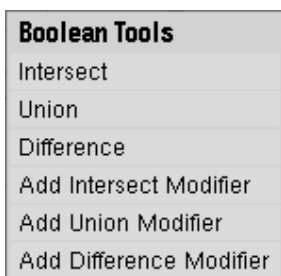 Boolean Tools
Intersect
Union
Difference
Add Intersect Modifier
Add Union Modifier
Add Difference Modifier